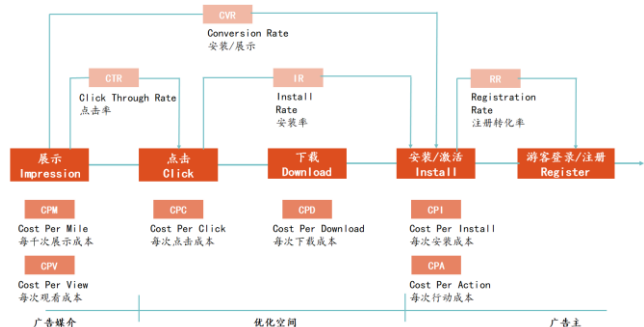 CVR
Conversion Rate
安装/展示
CTR
Click Through Rate
点击率
IR
Install
Rate
安装率
RR
Registration
Rate
注册转化率
展示
Impression
点击
Click
下载
Download
安装/激活
Install
游客登录/注册
Register
CPM
Cost Per Mile
每千次展示成本
CPC
Cost Per Click
每次点击成本
CPD
Cost Per Download
每次下载成本
CPI
Cost Per Install
每次安装成本
CPV
Cost Per View
每次观看成本
CPA
Cost Per Action
每次行动成本
广告媒介
优化空间
广告主